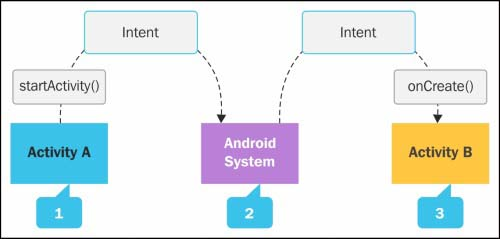 Intent
Intent
startActivity()
onCreate()
Activity A
Android
System
Activity B
1
2
3